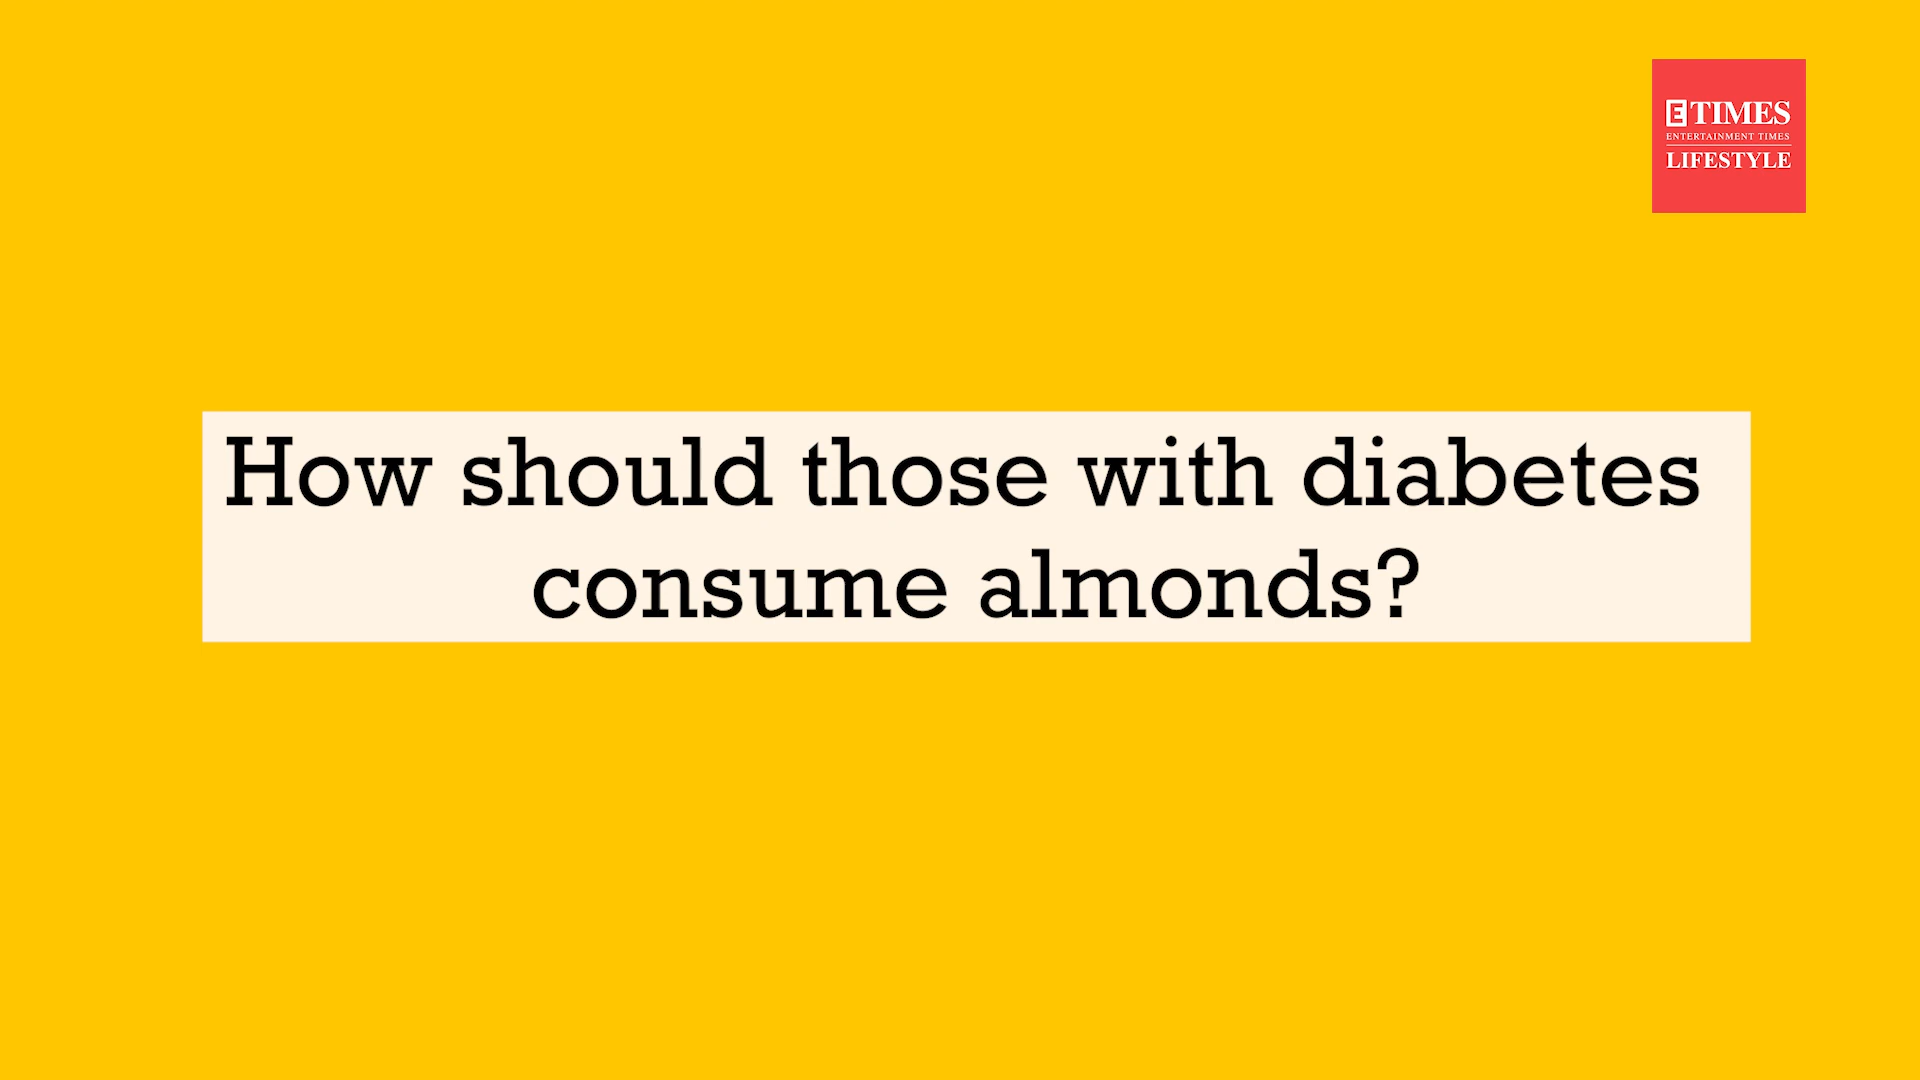 ETIMES
ENTERTAINMENT TIMES
LIFESTYLE
How should those with diabetes
consume almonds?